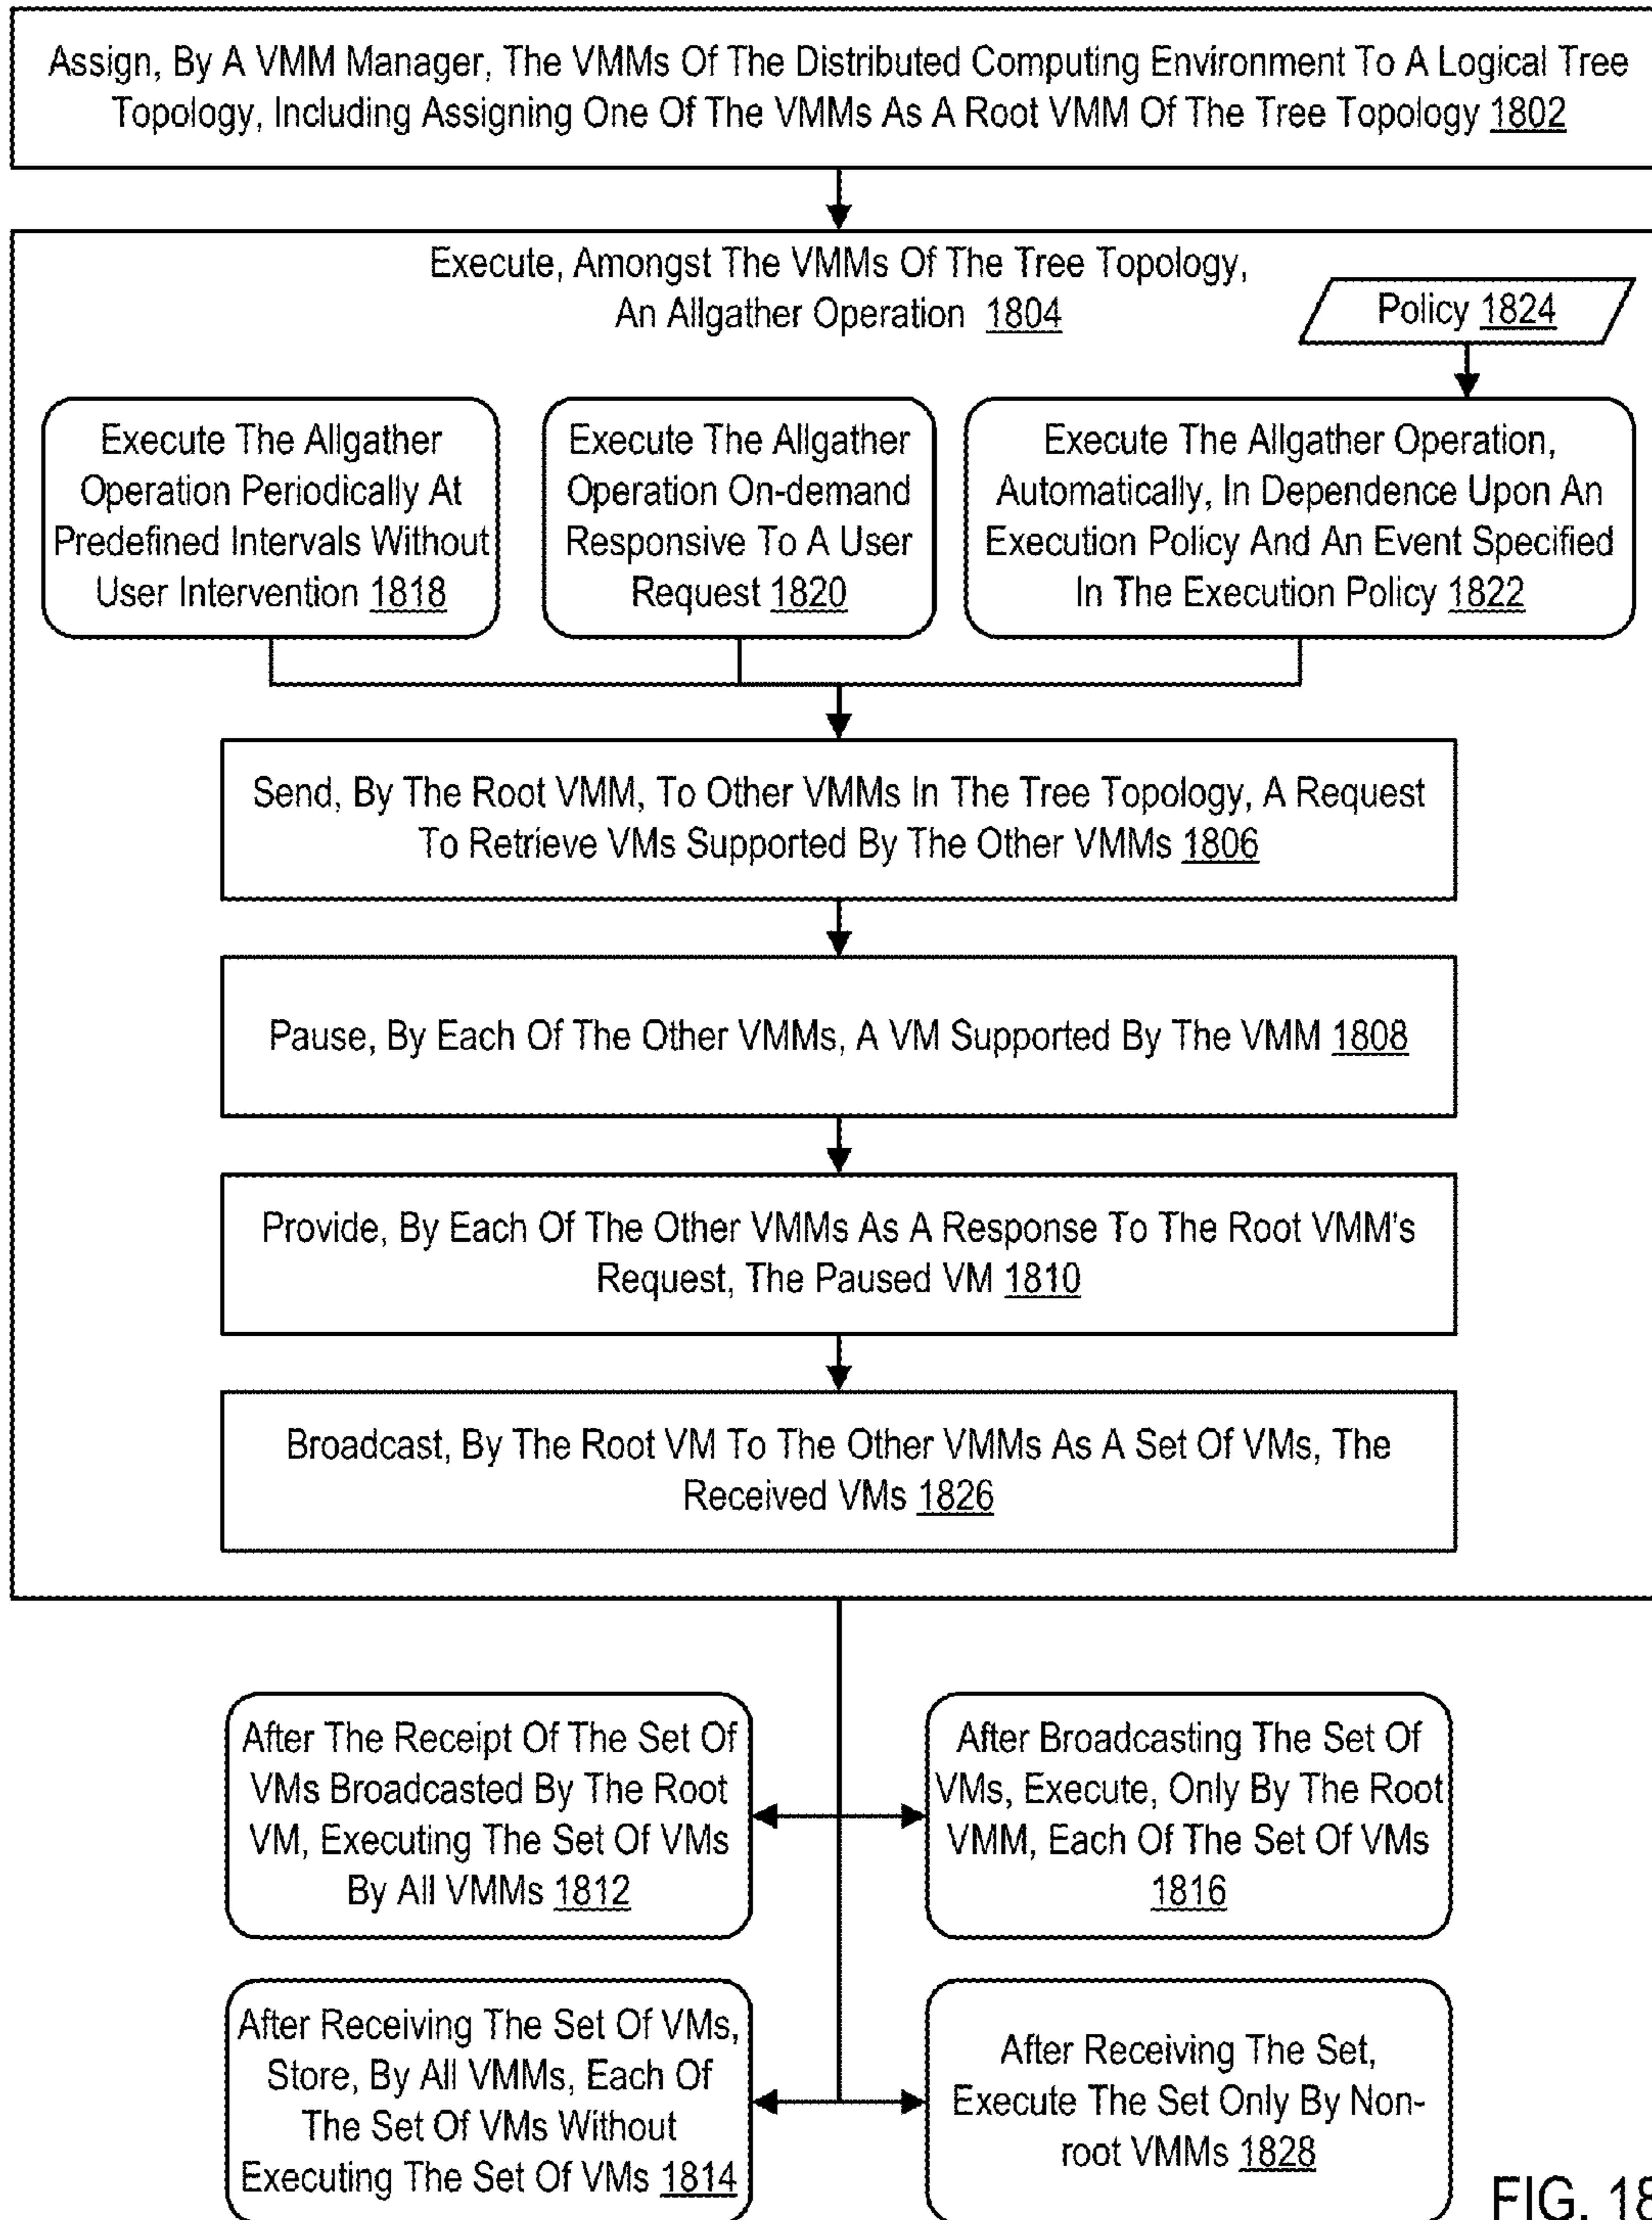 Assign, By A VMM Manager, The VMMs Of The Distributed Computing Environment To A Logical Tree
Topology, Including Assigning One Of The VMMs As A Root VMM Of The Tree Topology 1802
Execute, Amongst The VMMs Of The Tree Topology,
An Allgather Operation 1804
Policy 1824
Execute The Allgather
Operation Periodically At
Predefined Intervals Without
User Intervention 1818
Execute The Allgather
Operation On-demand
Responsive To A User
Request 1820
Execute The Allgather Operation,
Automatically, In Dependence Upon An
Execution Policy And An Event Specified
In The Execution Policy 1822
Send, By The Root VMM, To Other VMMs In The Tree Topology, A Request
To Retrieve VMs Supported By The Other VMMs 1806
Pause, By Each Of The Other VMMs, A VM Supported By The VMM 1808
Provide, By Each Of The Other VMMs As A Response To The Root VMM's
Request, The Paused VM 1810
Broadcast, By The Root VM To The Other VMMs As A Set Of VMs, The
Received VMs 1826
After The Receipt Of The Set Of
VMs Broadcasted By The Root
VM, Executing The Set Of VMs
By All VMMs 1812
After Broadcasting The Set Of
VMs, Execute, Only By The Root
VMM, Each Of The Set Of VMs
1816
After Receiving The Set Of VMs,
Store, By All VMMs, Each Of
The Set Of VMs Without
Executing The Set Of VMs 1814
After Receiving The Set,
Execute The Set Only By Non-
root VMMs 1828
FIG. 18